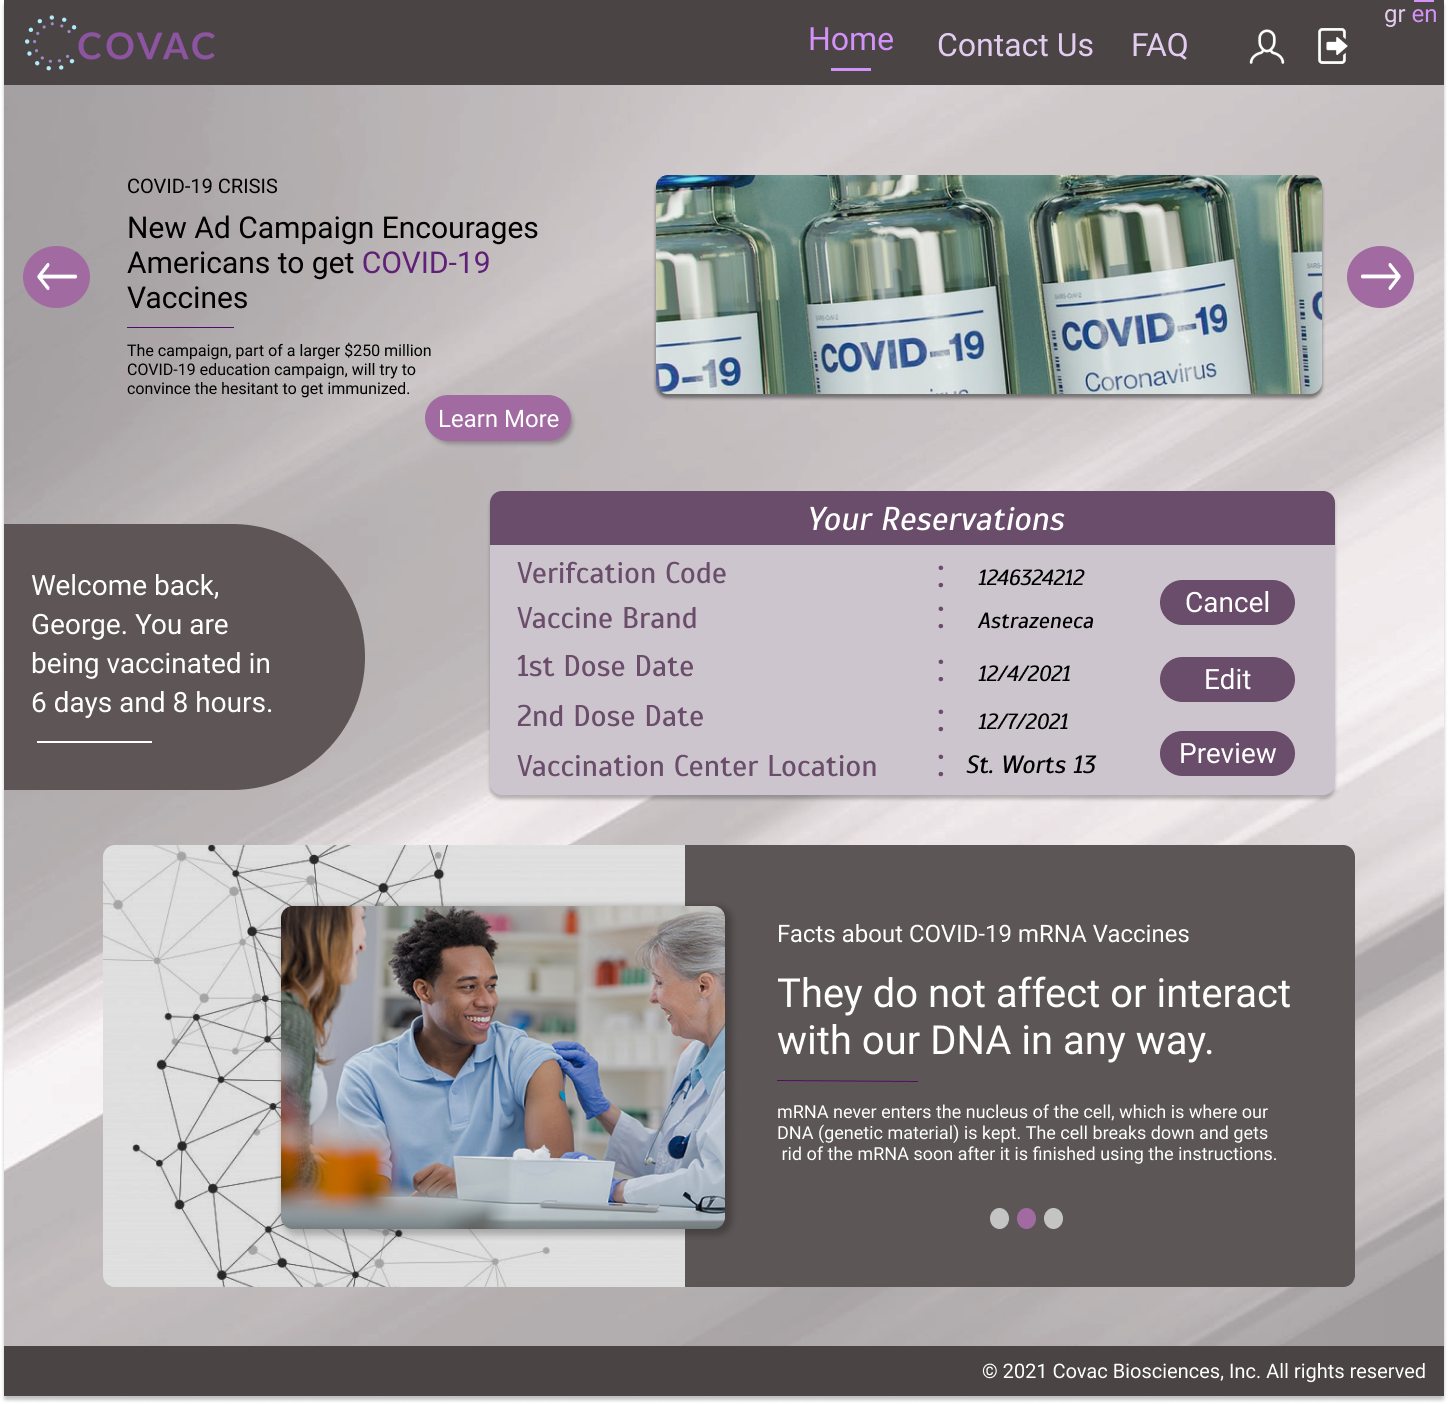 COVAC
Home
Contact Us
FAQ
gr en
COVID-19 CRISIS
New Ad Campaign Encourages
Americans to get COVID-19
Vaccines
The campaign, part of a larger $250 million
COVID-19 education campaign, will try to
convince the hesitant to get immunized.
Learn More
D-19
SARS-CoV-2
COVID-19
SARS-CoV-2
COVID-19
Coronavirus
Your Reservations
Verifcation Code : 1246324212
Vaccine Brand : Astrazeneca
1st Dose Date : 12/4/2021
2nd Dose Date : 12/7/2021
Vaccination Center Location : St. Worts 13
Cancel
Edit
Preview
Welcome back,
George. You are
being vaccinated in
6 days and 8 hours.
Facts about COVID-19 mRNA Vaccines
They do not affect or interact
with our DNA in any way.
mRNA never enters the nucleus of the cell, which is where our
DNA (genetic material) is kept. The cell breaks down and gets
rid of the mRNA soon after it is finished using the instructions.
© 2021 Covac Biosciences, Inc. All rights reserved